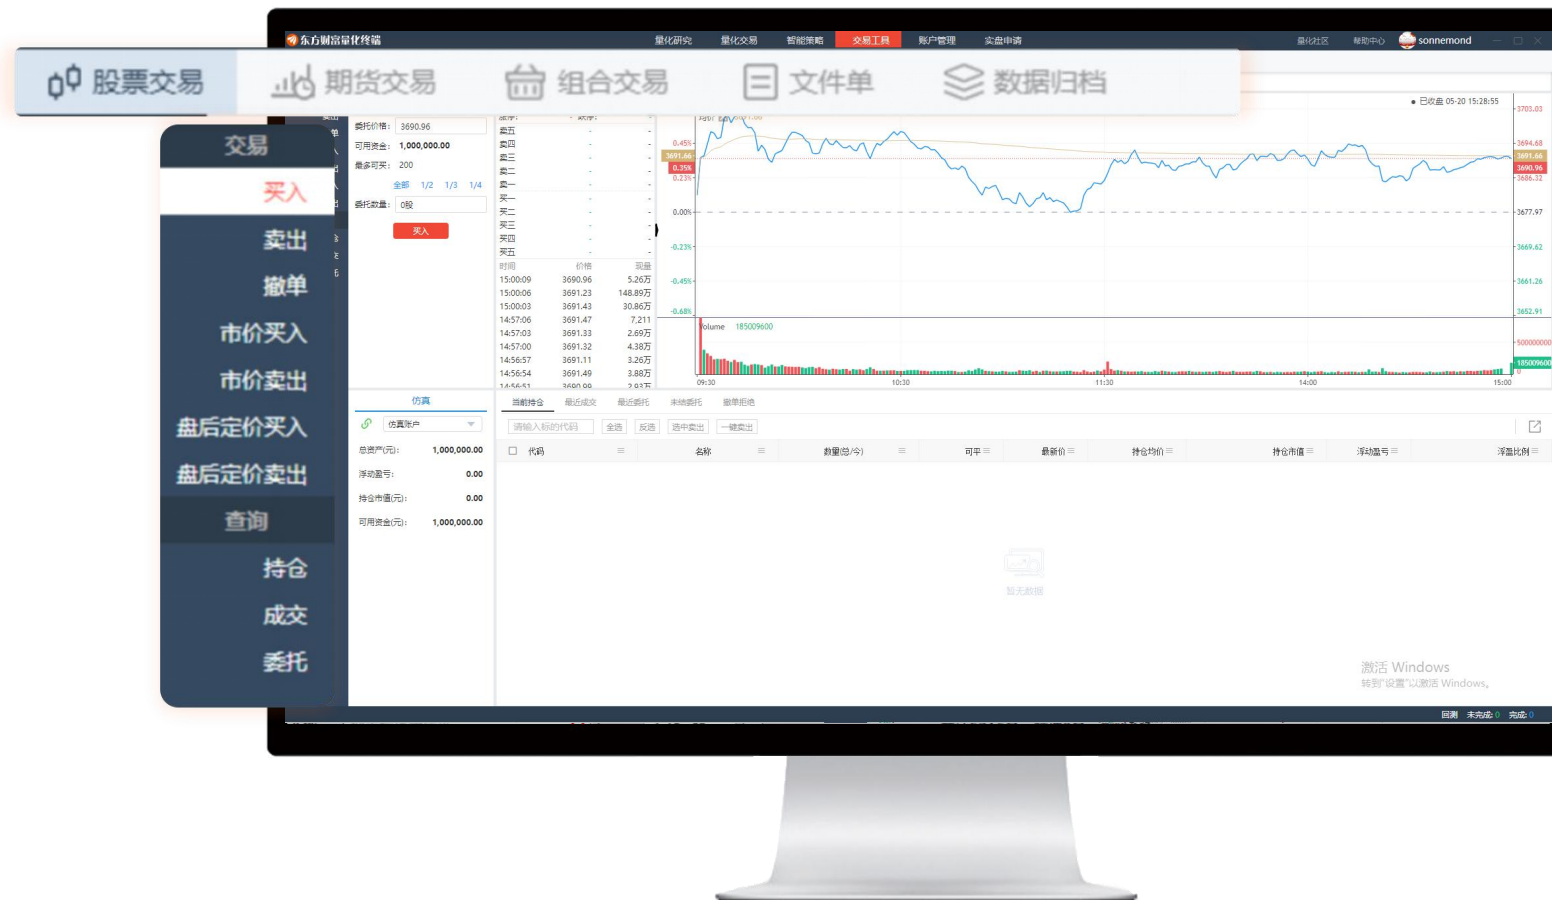 东方财富量化终端
量化研究 量化交易 智能策略 交易工具 账户管理 实盘申请
量化社区 帮助中心 sonnemond
股票交易 期货交易 组合交易 文件单 数据归档
交易
买入
卖出
撤单
市价买入
市价卖出
盘后定价买入
盘后定价卖出
查询
持仓
成交
委托
委托价格: 3690.96
可用资金: 1,000,000.00
最多可买: 200
全部 1/2 1/3 1/4
委托数量: 0股
买入
卖五 - -
卖四 - -
卖三 - -
卖二 - -
卖一 - -
买一 - -
买二 - -
买三 - -
买四 - -
买五 - -
时间 价格 现量
15:00:09 3690.96 5.26万
15:00:06 3691.23 148.89万
15:00:03 3691.43 30.86万
14:57:06 3691.47 7,211
14:57:03 3691.33 2.69万
14:57:00 3691.32 4.38万
14:56:57 3691.11 3.26万
14:56:54 3691.49 3.88万
14:56:51 3690.99 2.93万
已收盘 05-20 15:28:55
0.45%
3691.66
0.35%
0.23%
0.00%
-0.23%
-0.45%
-0.68%
3703.03
3694.68
3691.66
3690.96
3686.32
3677.97
3669.62
3661.26
3652.91
Volume 185009600
50000000
185009600
0
09:30 10:30 11:30 14:00 15:00
仿真
仿真账户
总资产(元): 1,000,000.00
浮动盈亏: 0.00
持仓市值(元): 0.00
可用资金(元): 1,000,000.00
当前持仓 最近成交 最近委托 未结委托 撤单拒绝
请输入标的代码 全选 反选 选中卖出 一键卖出
代码 名称 数量(总/今) 可平 最新价 持仓均价 持仓市值 浮动盈亏 浮盈比例
暂无数据
激活 Windows
转到"设置"以激活 Windows。
回测 未完成: 0 完成: 0